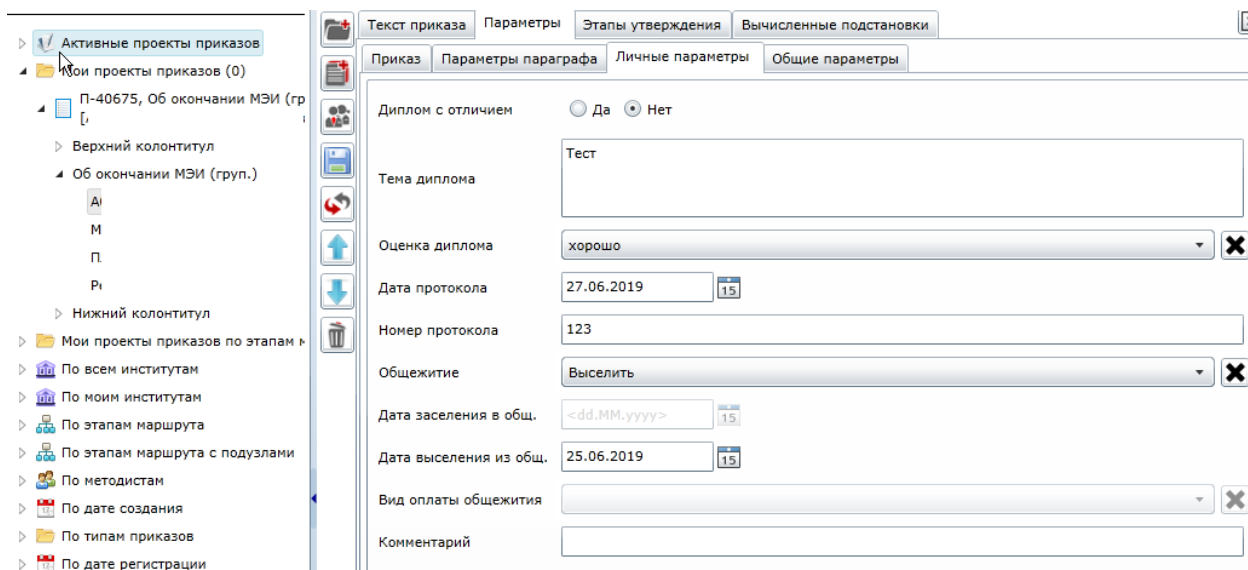 Активные проекты приказов
Мои проекты приказов (0)
П-40675, Об окончании МЭИ (гр
Верхний колонтитул
Об окончании МЭИ (груп.)
М
Нижний колонтитул
Мои проекты приказов по этапам м
По всем институтам
По моим институтам
По этапам маршрута
По этапам маршрута с подузлами
По методистам
По дате создания
По типам приказов
По дате регистрации
Текст приказа Параметры Этапы утверждения Вычисленные подстановки
Приказ Параметры параграфа Личные параметры Общие параметры
Диплом с отличием Да Нет
Тема диплома Тест
Оценка диплома хорошо
Дата протокола 27.06.2019 15
Номер протокола 123
Общежитие Выселить
Дата заселения в общ. <dd.MM.yyyy> 15
Дата выселения из общ. 25.06.2019 15
Вид оплаты общежития
Комментарий